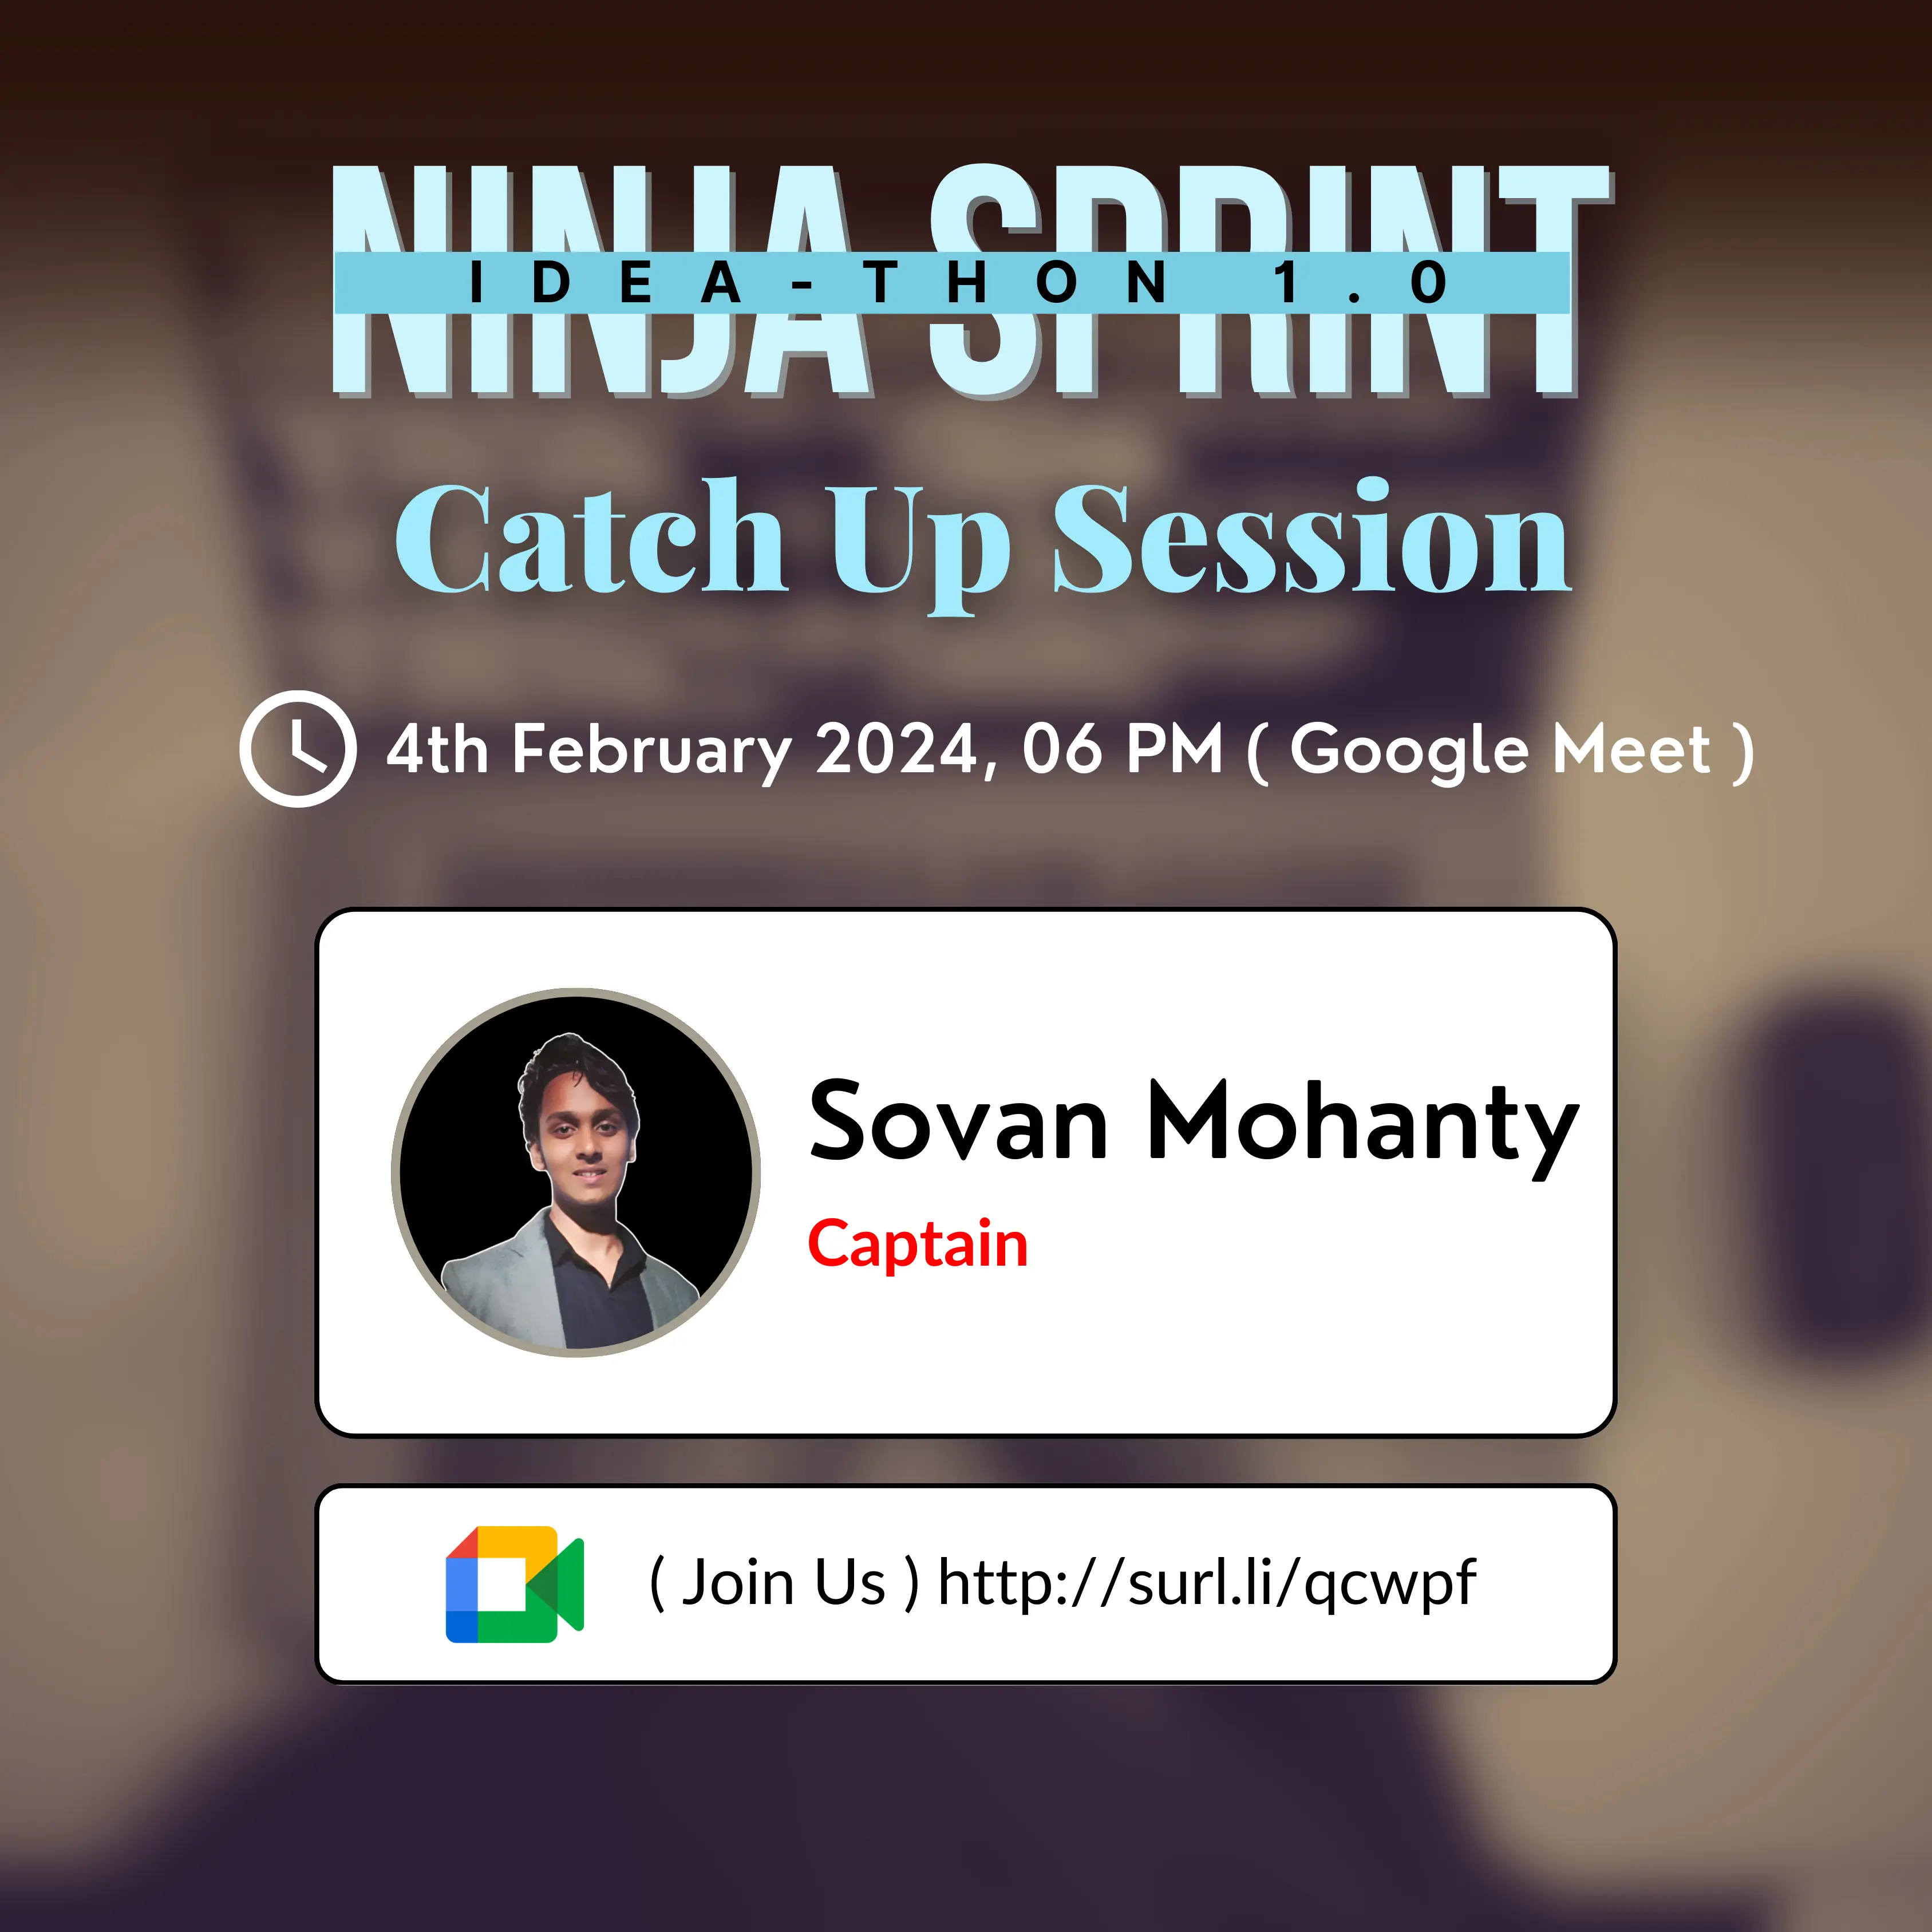 NINJA SPRINT
IDEA-THON 1.0
Catch Up Session
4th February 2024, 06 PM ( Google Meet )
Sovan Mohanty
Captain
( Join Us ) http://surl.li/qcwpf